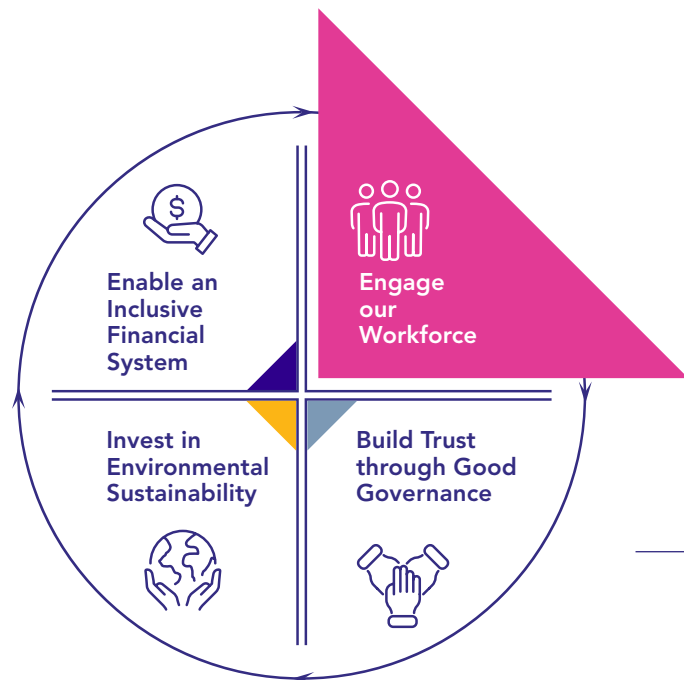 $
Enable an
Inclusive
Financial
System
Engage
our
Workforce
Invest in
Environmental
Sustainability
Build Trust
through Good
Governance